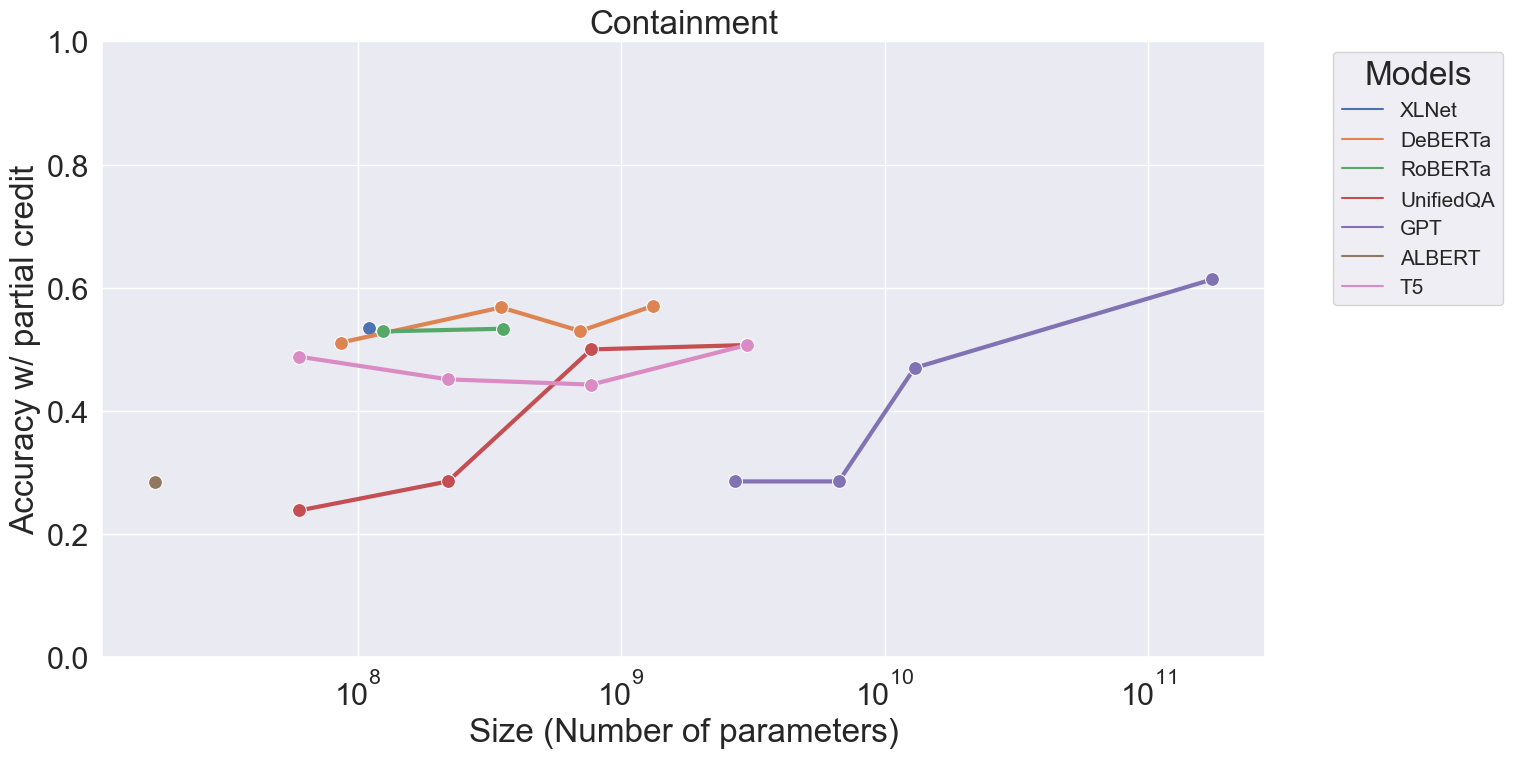 Containment
Accuracy w/ partial credit
1.0
0.8
0.6
0.4
0.2
0.0
10^8
10^9
10^10
10^11
Size (Number of parameters)
Models
XLNet
DeBERTa
RoBERTa
UnifiedQA
GPT
ALBERT
T5